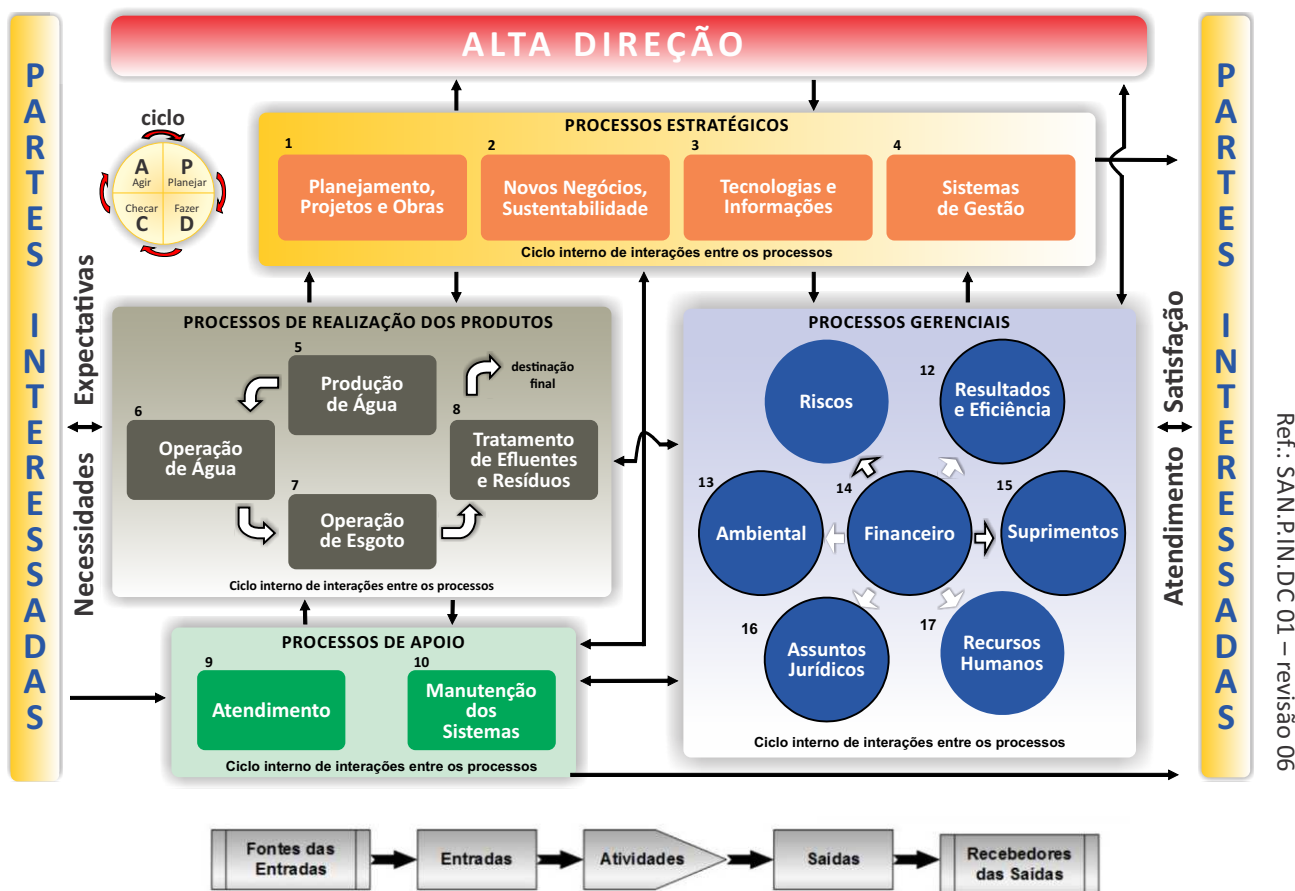 ALTA DIREÇÃO
PARTES INTERESSADAS
ciclo
A
Agir
P
Planejar
Checar
C
Fazer
D
PROCESSOS ESTRATÉGICOS
1
Planejamento,
Projetos e Obras
2
Novos Negócios,
Sustentabilidade
3
Tecnologias e
Informações
4
Sistemas
de Gestão
Ciclo interno de interações entre os processos
Necessidades Expectativas
PROCESSOS DE REALIZAÇÃO DOS PRODUTOS
5
Produção
de Água
destinação
final
6
Operação
de Água
7
Operação
de Esgoto
8
Tratamento
de Efluentes
e Resíduos
Ciclo interno de interações entre os processos
PROCESSOS GERENCIAIS
Riscos
12
Resultados
e Eficiência
13
Ambiental
14
Financeiro
15
Suprimentos
16
Assuntos
Jurídicos
17
Recursos
Humanos
Ciclo interno de interações entre os processos
PROCESSOS DE APOIO
9
Atendimento
10
Manutenção
dos
Sistemas
Ciclo interno de interações entre os processos
Atendimento Satisfação
PARTES INTERESSADAS
Ref.: SAN.P.IN.DC 01 – revisão 06
Fontes das
Entradas
Entradas
Atividades
Saídas
Recebedores
das Saídas